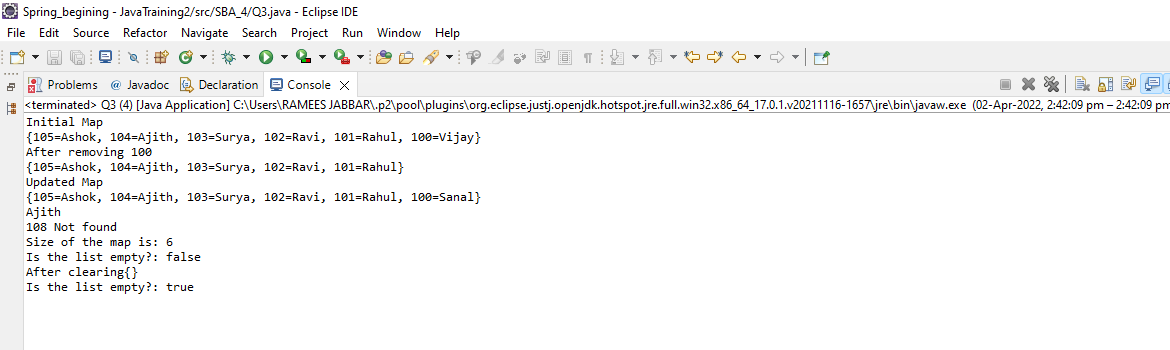 Spring_begining - JavaTraining2/src/SBA_4/Q3.java - Eclipse IDE
File Edit Source Refactor Navigate Search Project Run Window Help
Problems @ Javadoc Declaration Console
<terminated> Q3 (4) [Java Application] C:\Users\RAMEES JABBAR\.p2\pool\plugins\org.eclipse.justj.openjdk.hotspot.jre.full.win32.x86_64_17.0.1.v20211116-1657\jre\bin\javaw.exe (02-Apr-2022, 2:42:09 pm – 2:42:09 pm
Initial Map
{105=Ashok, 104=Ajith, 103=Surya, 102=Ravi, 101=Rahul, 100=Vijay}
After removing 100
{105=Ashok, 104=Ajith, 103=Surya, 102=Ravi, 101=Rahul}
Updated Map
{105=Ashok, 104=Ajith, 103=Surya, 102=Ravi, 101=Rahul, 100=Sanal}
Ajith
108 Not found
Size of the map is: 6
Is the list empty?: false
After clearing{}
Is the list empty?: true